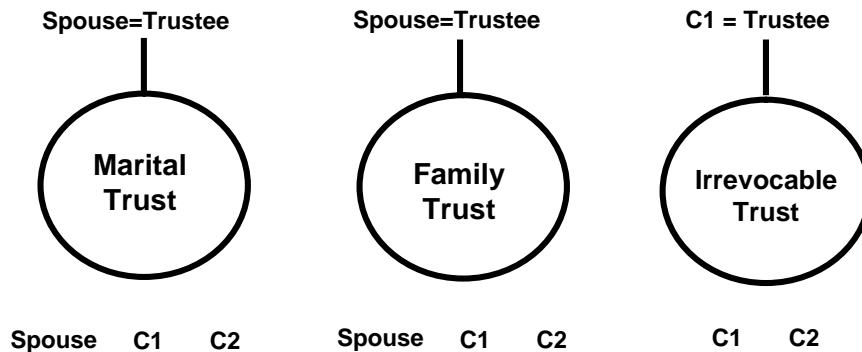 Spouse=Trustee
Spouse=Trustee
C1 = Trustee
Marital
Trust
Family
Trust
Irrevocable
Trust
Spouse C1 C2
Spouse C1 C2
C1 C2